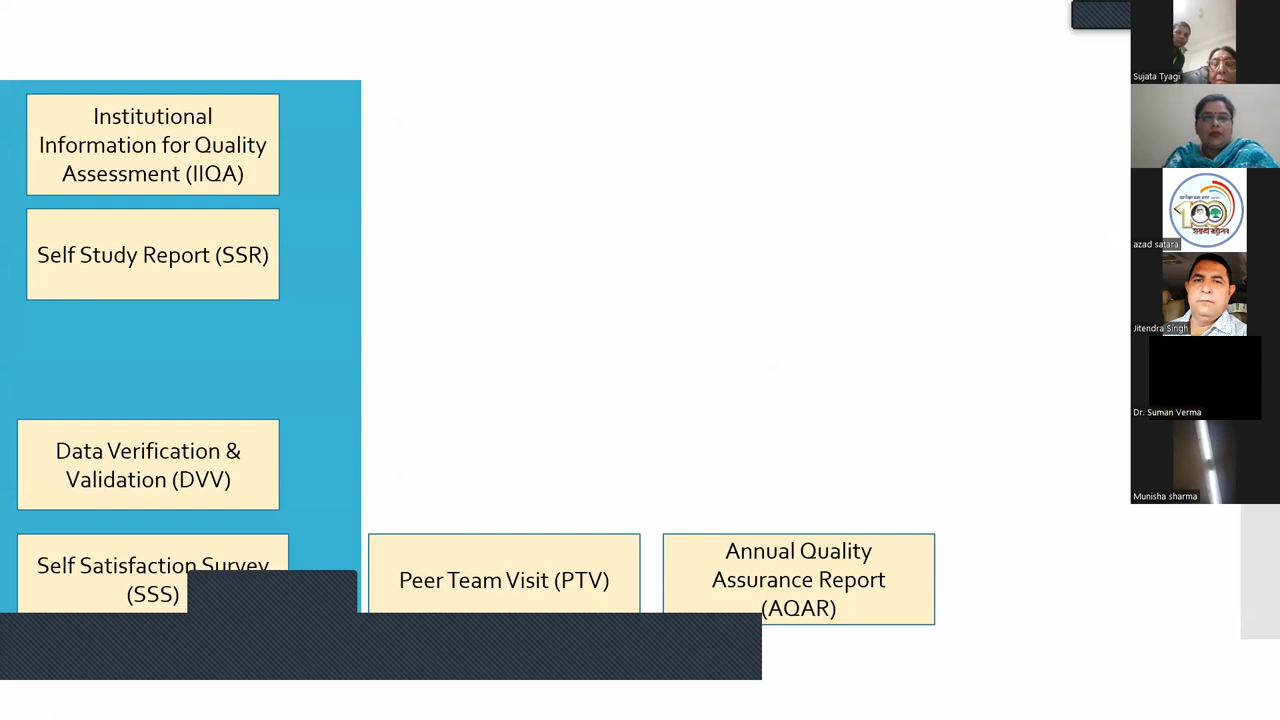 Institutional
Information for Quality
Assessment (IIQA)
Self Study Report (SSR)
Data Verification &
Validation (DVV)
Self Satisfaction Survey
(SSS)
Peer Team Visit (PTV)
Annual Quality
Assurance Report
(AQAR)
Sujata Tyagi
100
azad satara
Jitendra Singh
Dr. Suman Verma
Munisha sharma